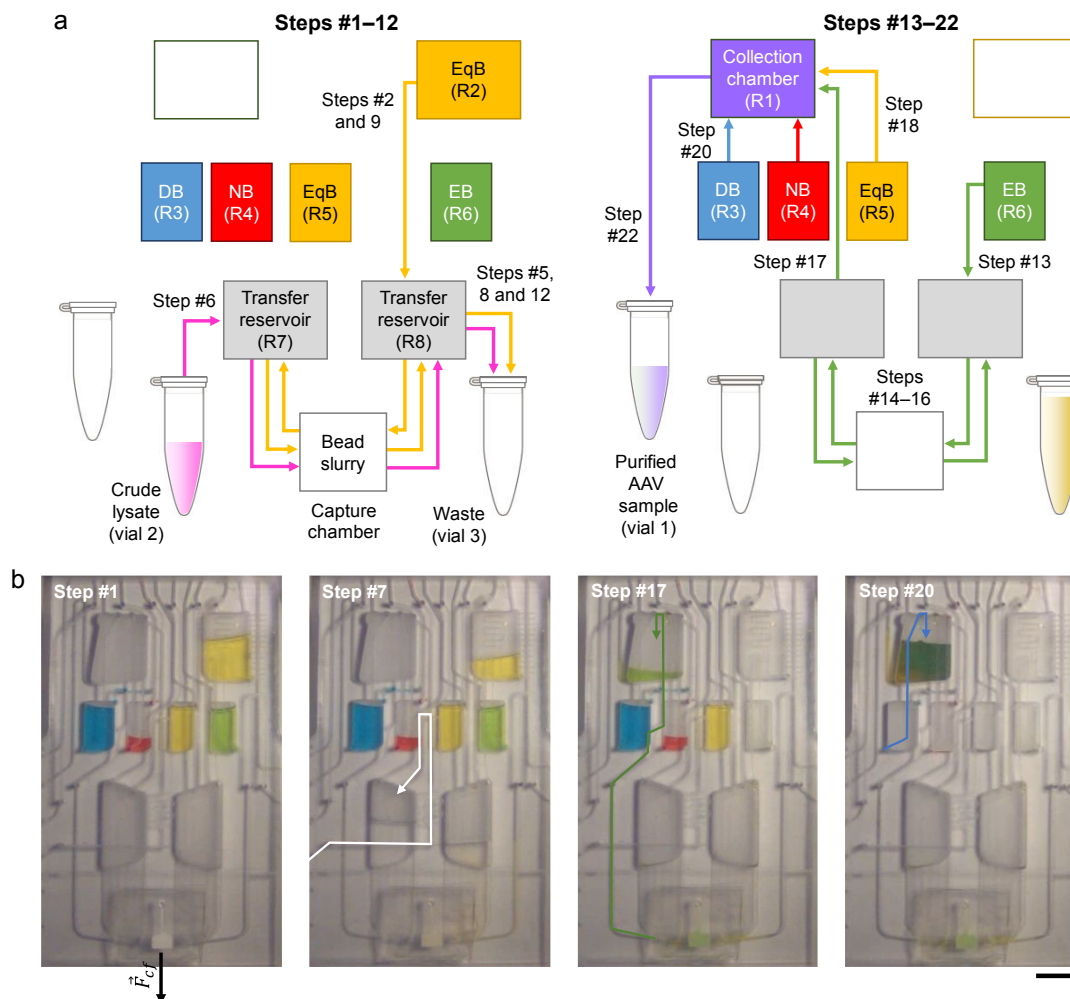 a
Steps #1–12
EqB
(R2)
Steps #2
and 9
DB
(R3)
NB
(R4)
EqB
(R5)
EB
(R6)
Step #6
Transfer
reservoir
(R7)
Transfer
reservoir
(R8)
Steps #5,
8 and 12
Bead
slurry
Capture
chamber
Crude
lysate
(vial 2)
Waste
(vial 3)
Steps #13–22
Collection
chamber
(R1)
Step
#18
Step
#20
DB
(R3)
NB
(R4)
EqB
(R5)
EB
(R6)
Step
#22
Step #17
Step #13
Steps
#14–16
Purified
AAV
sample
(vial 1)
b
Step #1
Step #7
Step #17
Step #20
F⃗cf